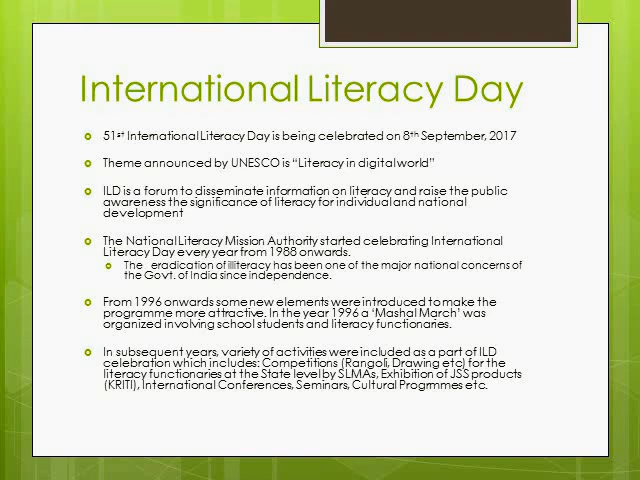 International Literacy Day
51st International Literacy Day is being celebrated on 8th September, 2017
Theme announced by UNESCO is “Literacy in digital world”
ILD is a forum to disseminate information on literacy and raise the public
awareness the significance of literacy for individual and national
development
The National Literacy Mission Authority started celebrating International
Literacy Day every year from 1988 onwards.
The eradication of illiteracy has been one of the major national concerns of
the Govt. of India since independence.
From 1996 onwards some new elements were introduced to make the
programme more attractive. In the year 1996 a ‘Mashal March’ was
organized involving school students and literacy functionaries.
In subsequent years, variety of activities were included as a part of ILD
celebration which includes: Competitions (Rangoli, Drawing etc) for the
literacy functionaries at the State level by SLMAs, Exhibition of JSS products
(KRITI), International Conferences, Seminars, Cultural Progrmmes etc.